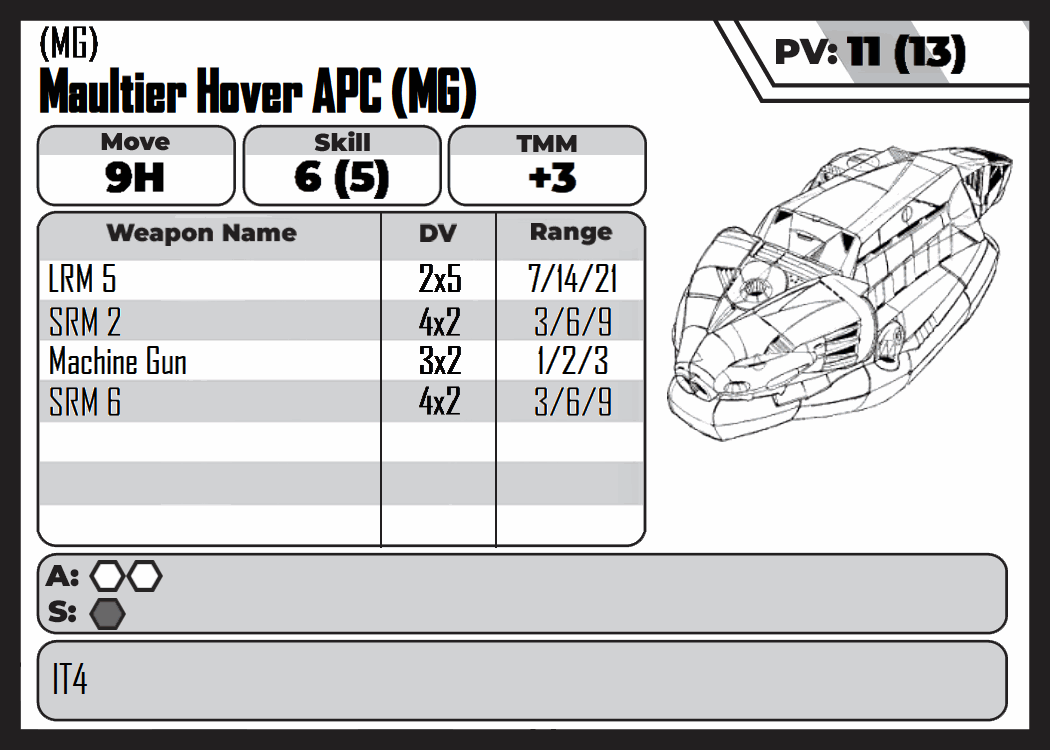 (MG)
Maultier Hover APC (MG)
PV: 11 (13)
Move Skill TMM
9H 6 (5) +3
Weapon Name DV Range
LRM 5 2x5 7/14/21
SRM 2 4x2 3/6/9
Machine Gun 3x2 1/2/3
SRM 6 4x2 3/6/9
A:
S:
IT4